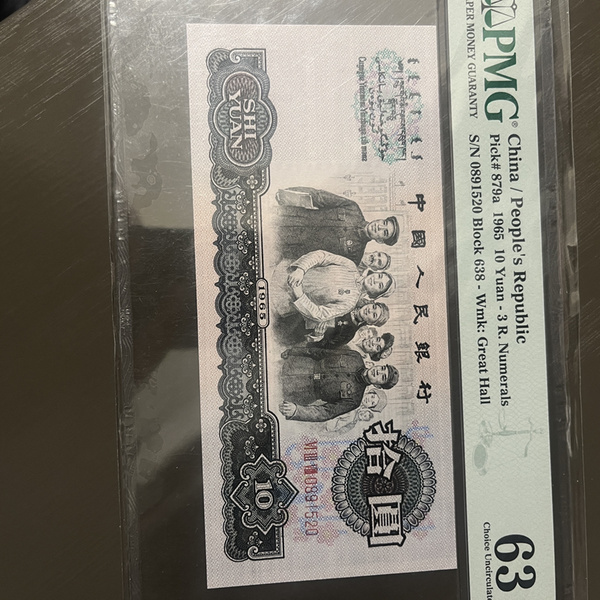 PMG
PAPER MONEY GUARANTY
China / People's Republic
Pick# 879a 1965 10 Yuan - 3 R. Numerals
S/N 0891520 Block 638 - Wmk: Great Hall
63
Choice Uncirculated
中國人民銀行
拾圓
0891520
SHI
YUAN
1965
10